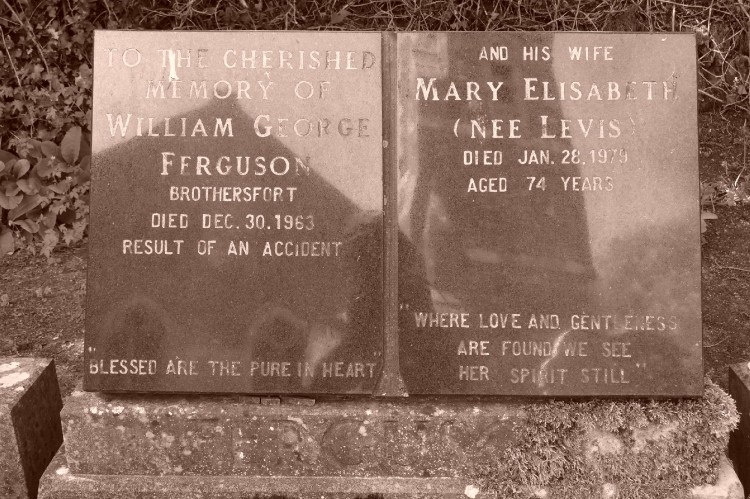 TO THE CHERISHED
MEMORY OF
WILLIAM GEORGE
FERGUSON
BROTHERSFORT
DIED DEC. 30. 1963
RESULT OF AN ACCIDENT
"BLESSED ARE THE PURE IN HEART"
AND HIS WIFE
MARY ELISABETH
(NEE LEVIS)
DIED JAN. 28. 1979
AGED 74 YEARS
"WHERE LOVE AND GENTLENESS
ARE FOUND WE SEE
HER SPIRIT STILL"